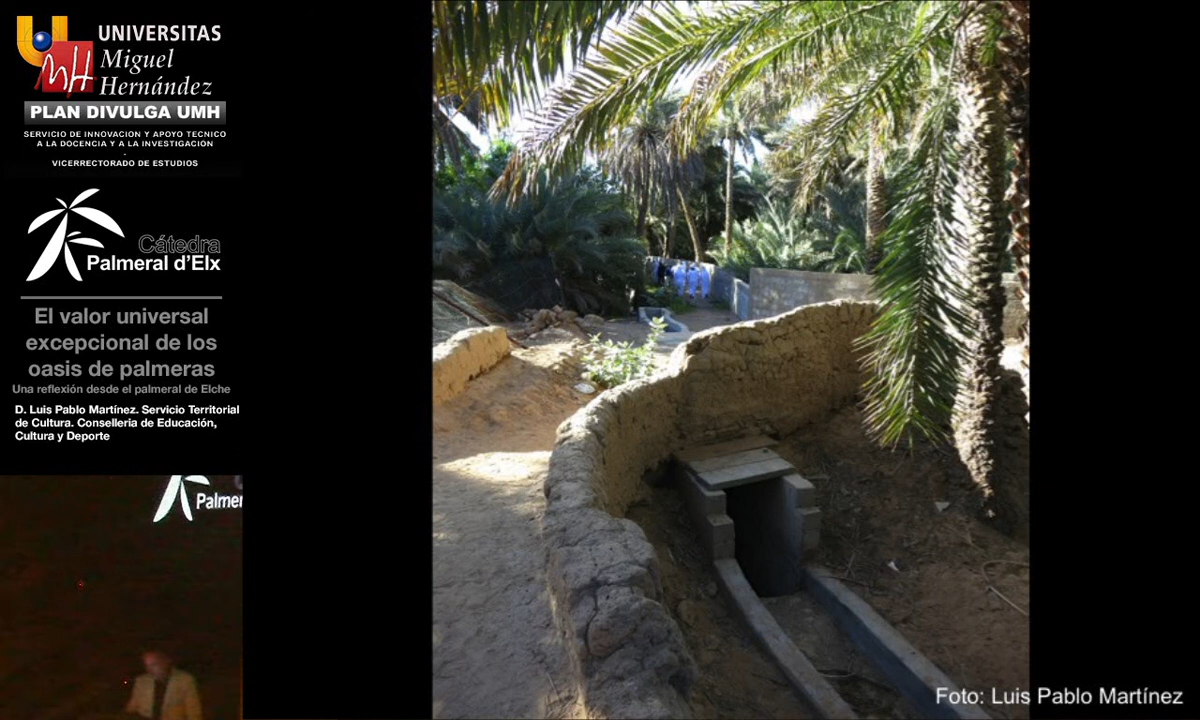 UNIVERSITAS
Miguel
Hernández
PLAN DIVULGA UMH
SERVICIO DE INNOVACION Y APOYO TECNICO
A LA DOCENCIA Y A LA INVESTIGACION
-
VICERRECTORADO DE ESTUDIOS
Cátedra
Palmeral d'Elx
El valor universal
excepcional de los
oasis de palmeras
Una reflexión desde el palmeral de Elche
D. Luis Pablo Martínez. Servicio Territorial
de Cultura. Conselleria de Educación,
Cultura y Deporte
Palmer
Foto: Luis Pablo Martínez